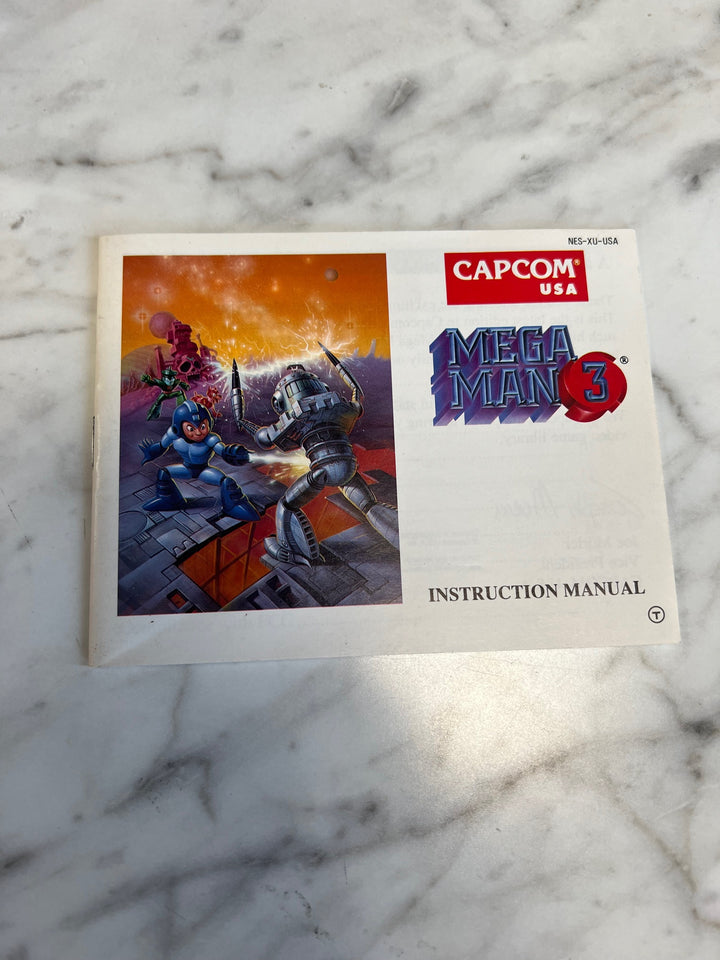 NES-XU-USA
CAPCOM®
USA
MEGA
MAN 3®
INSTRUCTION MANUAL
T